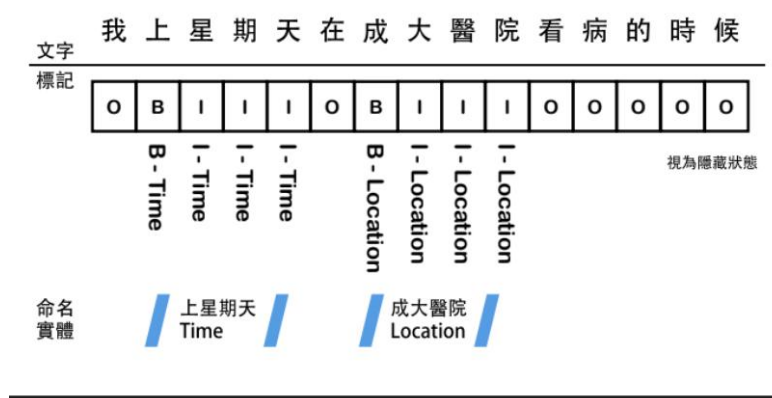 我上星期天在成大醫院看病的時候
文字
標記
O B I I I O B I I I O O O O O
B - Time I - Time I - Time I - Time B - Location I - Location I - Location I - Location
視為隱藏狀態
命名 上星期天 成大醫院
實體 Time Location